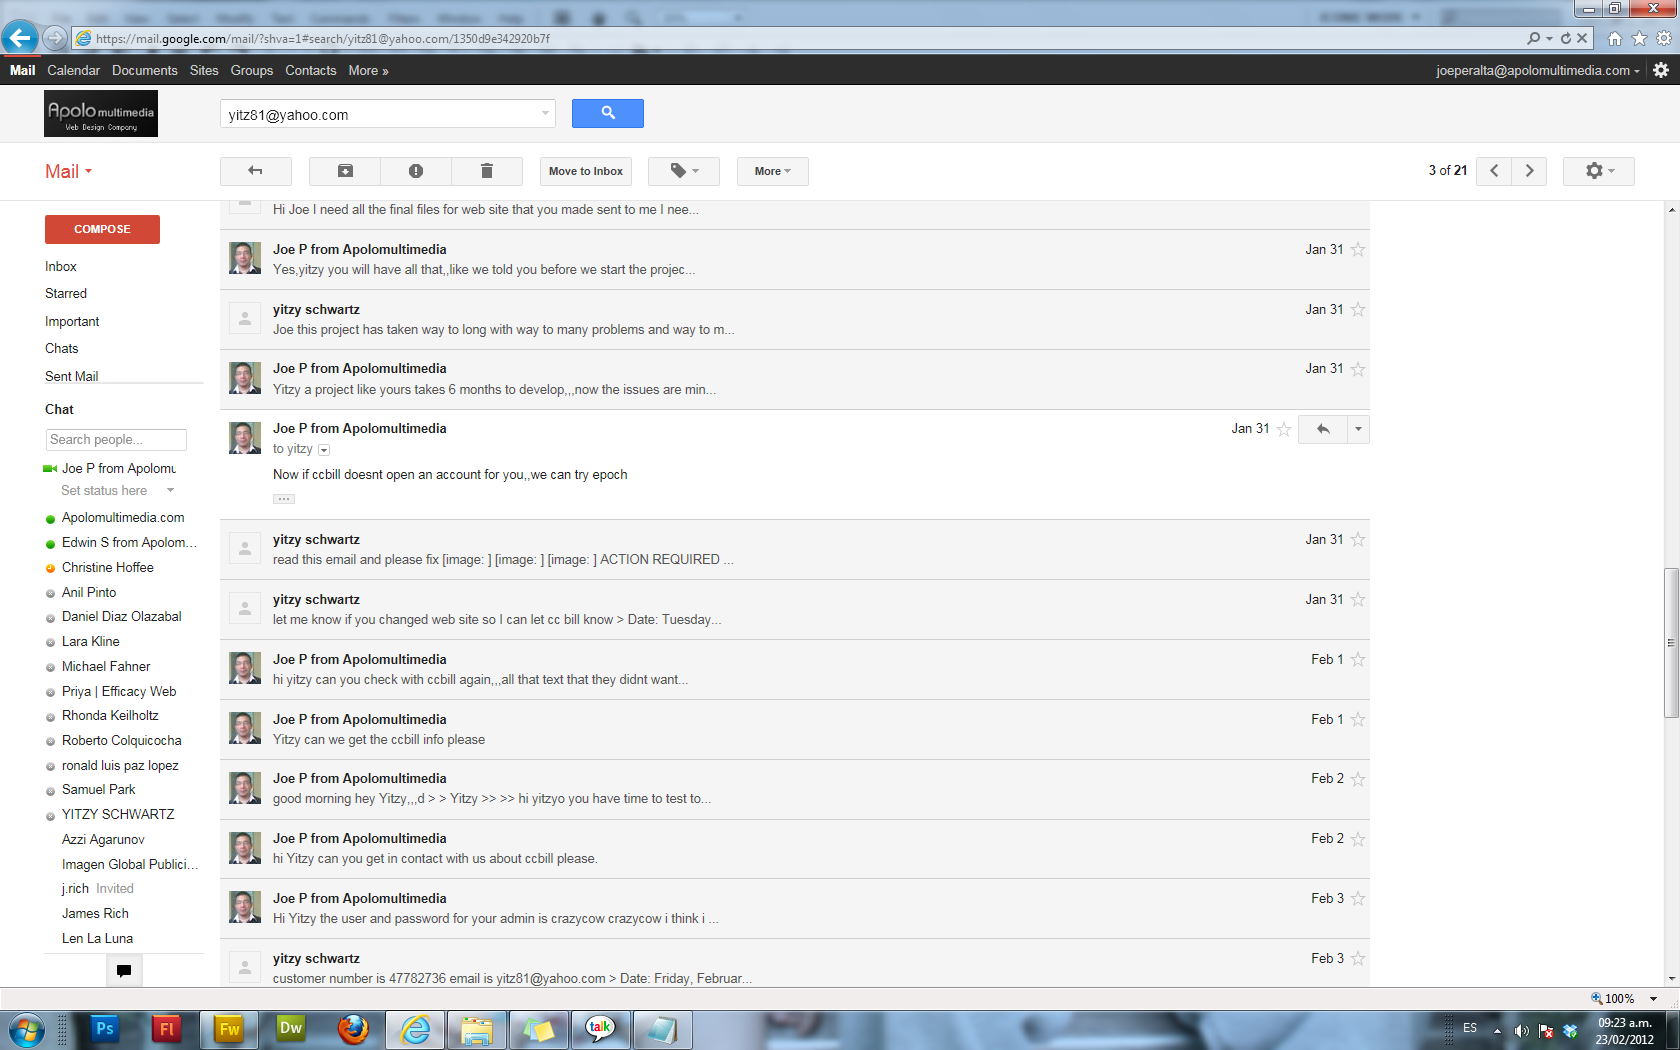 https://mail.google.com/mail/?shva=1#search/yitz81@yahoo.com/1350d9e342920b7f
Mail Calendar Documents Sites Groups Contacts More »
joeperalta@apolomultimedia.com
Apolo multimedia
Web Design Company
yitz81@yahoo.com
Mail
Move to Inbox
More
3 of 21
COMPOSE
Inbox
Starred
Important
Chats
Sent Mail
Chat
Search people...
Joe P from Apolomu
Set status here
Apolomultimedia.com
Edwin S from Apolom...
Christine Hoffee
Anil Pinto
Daniel Diaz Olazabal
Lara Kline
Michael Fahner
Priya | Efficacy Web
Rhonda Keilholtz
Roberto Colquicocha
ronald luis paz lopez
Samuel Park
YITZY SCHWARTZ
Azzi Agarunov
Imagen Global Publici...
j.rich Invited
James Rich
Len La Luna
Hi Joe I need all the final files for web site that you made sent to me I nee...
Joe P from Apolomultimedia Jan 31
Yes,yitzy you will have all that,,like we told you before we start the projec...
yitzy schwartz Jan 31
Joe this project has taken way to long with way to many problems and way to m...
Joe P from Apolomultimedia Jan 31
Yitzy a project like yours takes 6 months to develop,,,now the issues are min...
Joe P from Apolomultimedia Jan 31
to yitzy
Now if ccbill doesnt open an account for you,,we can try epoch
yitzy schwartz Jan 31
read this email and please fix [image: ] [image: ] [image: ] ACTION REQUIRED ...
yitzy schwartz Jan 31
let me know if you changed web site so I can let cc bill know > Date: Tuesday...
Joe P from Apolomultimedia Feb 1
hi yitzy can you check with ccbill again,,,all that text that they didnt want...
Joe P from Apolomultimedia Feb 1
Yitzy can we get the ccbill info please
Joe P from Apolomultimedia Feb 2
good morning hey Yitzy,,,d > > Yitzy >> >> hi yitzyo you have time to test to...
Joe P from Apolomultimedia Feb 2
hi Yitzy can you get in contact with us about ccbill please.
Joe P from Apolomultimedia Feb 3
Hi Yitzy the user and password for your admin is crazycow crazycow i think i ...
yitzy schwartz Feb 3
customer number is 47782736 email is yitz81@yahoo.com > Date: Friday, Februar...
100%
Ps Fl Fw Dw talk
ES
09:23 a.m.
23/02/2012